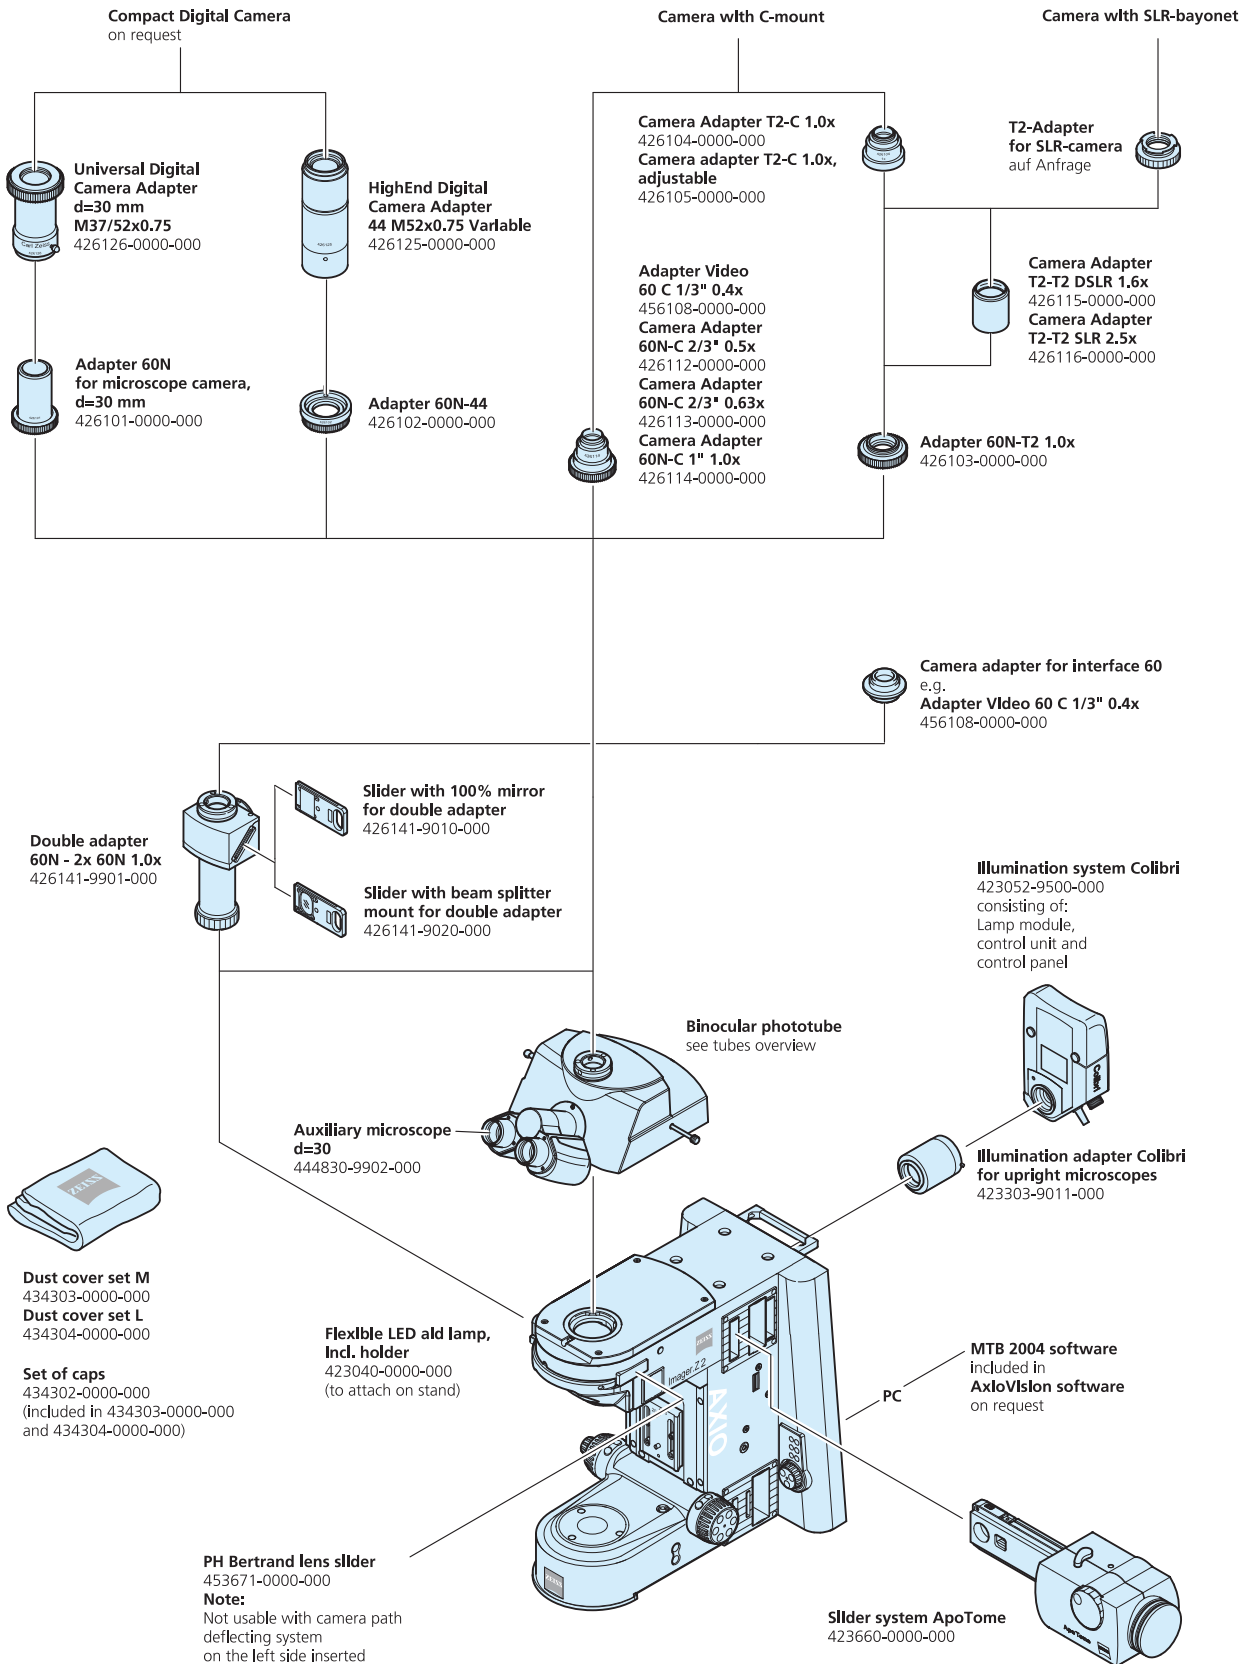 Compact Digital Camera
on request
Camera with C-mount
Camera with SLR-bayonet
Universal Digital
Camera Adapter
d=30 mm
M37/52x0.75
426126-0000-000
HighEnd Digital
Camera Adapter
44 M52x0.75 Variable
426125-0000-000
Camera Adapter T2-C 1.0x
426104-0000-000
Camera adapter T2-C 1.0x,
adjustable
426105-0000-000
T2-Adapter
for SLR-camera
auf Anfrage
Adapter Video
60 C 1/3" 0.4x
456108-0000-000
Camera Adapter
60N-C 2/3" 0.5x
426112-0000-000
Camera Adapter
60N-C 2/3" 0.63x
426113-0000-000
Camera Adapter
60N-C 1" 1.0x
426114-0000-000
Camera Adapter
T2-T2 DSLR 1.6x
426115-0000-000
Camera Adapter
T2-T2 SLR 2.5x
426116-0000-000
Adapter 60N
for microscope camera,
d=30 mm
426101-0000-000
Adapter 60N-44
426102-0000-000
Adapter 60N-T2 1.0x
426103-0000-000
Camera adapter for interface 60
e.g.
Adapter Video 60 C 1/3" 0.4x
456108-0000-000
Double adapter
60N - 2x 60N 1.0x
426141-9901-000
Slider with 100% mirror
for double adapter
426141-9010-000
Slider with beam splitter
mount for double adapter
426141-9020-000
Illumination system Colibri
423052-9500-000
consisting of:
Lamp module,
control unit and
control panel
Colibri
Binocular phototube
see tubes overview
Auxiliary microscope
d=30
444830-9902-000
Illumination adapter Colibri
for upright microscopes
423303-9011-000
ZEISS
Dust cover set M
434303-0000-000
Dust cover set L
434304-0000-000
Set of caps
434302-0000-000
(included in 434303-0000-000
and 434304-0000-000)
Flexible LED aid lamp,
Incl. holder
423040-0000-000
(to attach on stand)
ZEISS
Imager.Z2
AXIO
ZEISS
PC
MTB 2004 software
included in
AxioVision software
on request
PH Bertrand lens slider
453671-0000-000
Note:
Not usable with camera path
deflecting system
on the left side inserted
Slider system ApoTome
423660-0000-000
ApoTome
Carl Zeiss